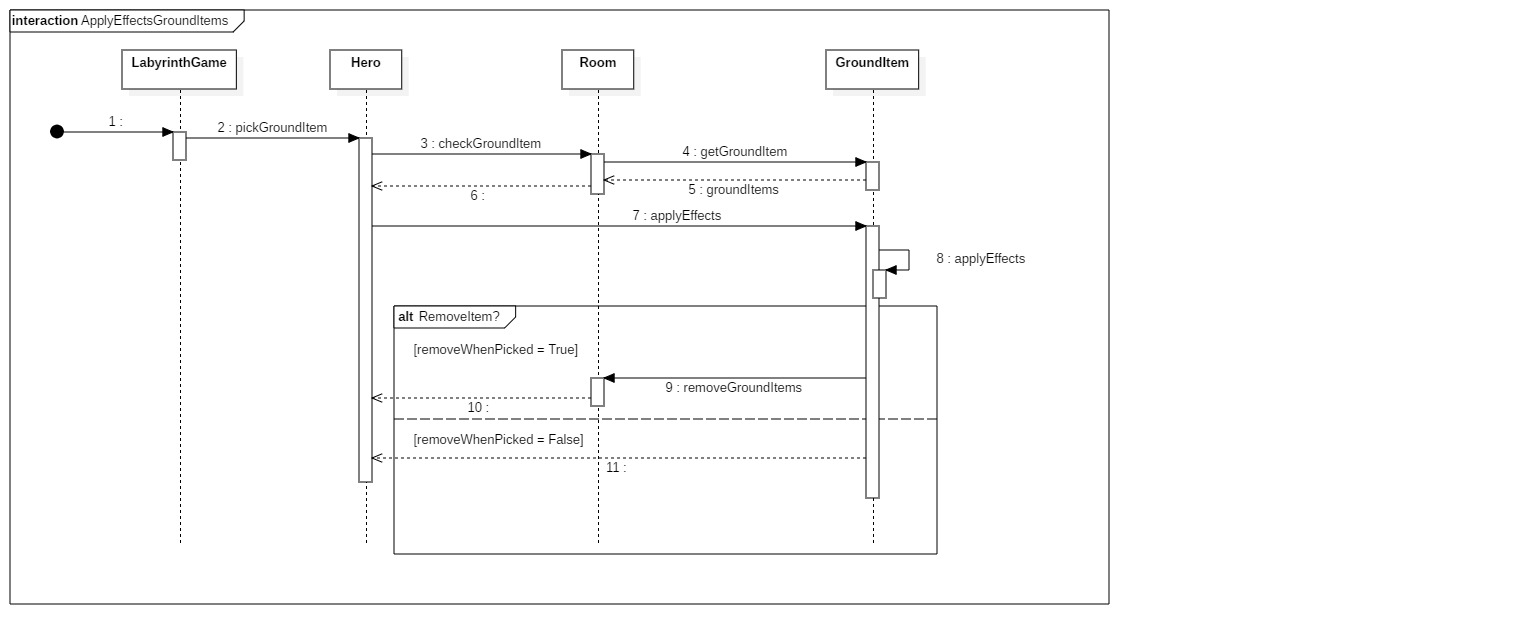 interaction ApplyEffectsGroundItems
LabyrinthGame
Hero
Room
GroundItem
1 :
2 : pickGroundItem
3 : checkGroundItem
4 : getGroundItem
5 : groundItems
6 :
7 : applyEffects
8 : applyEffects
alt RemoveItem?
[removeWhenPicked = True]
9 : removeGroundItems
10 :
[removeWhenPicked = False]
11 :